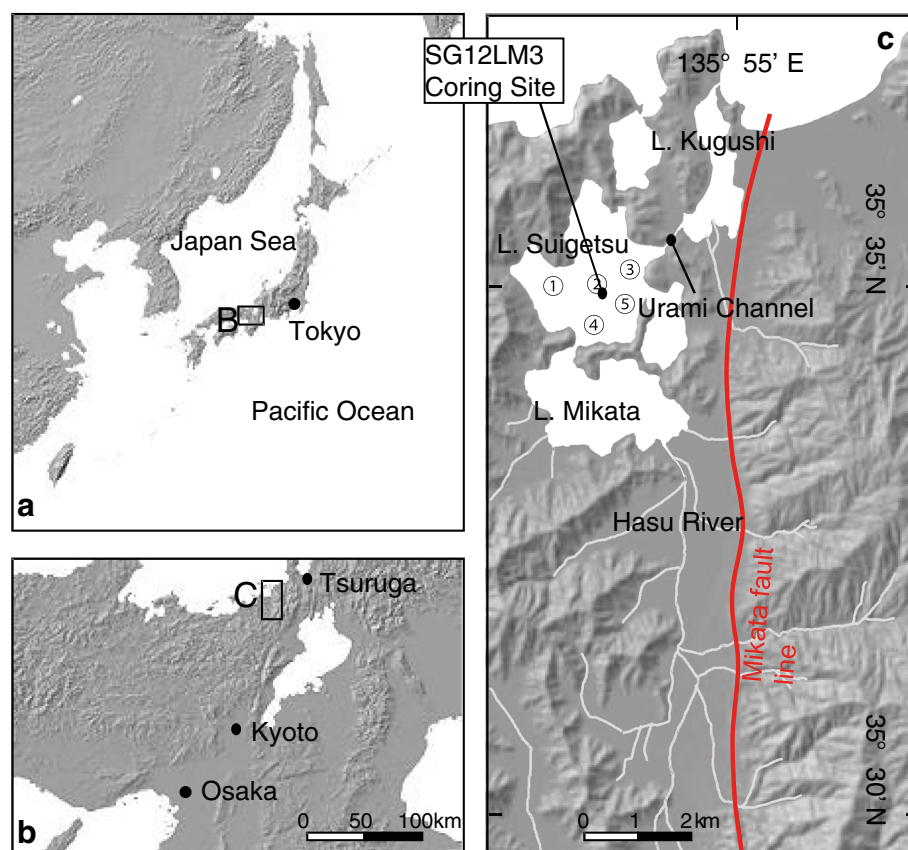 SG12LM3
Coring Site
Japan Sea
B
Tokyo
Pacific Ocean
a
C
Tsuruga
Kyoto
Osaka
0 50 100km
b
c
135° 55’ E
L. Kugushi
35° 35’ N
L. Suigetsu
1
2
3
4
5
Urami Channel
L. Mikata
Hasu River
Mikata fault
line
35° 30’ N
0 1 2km